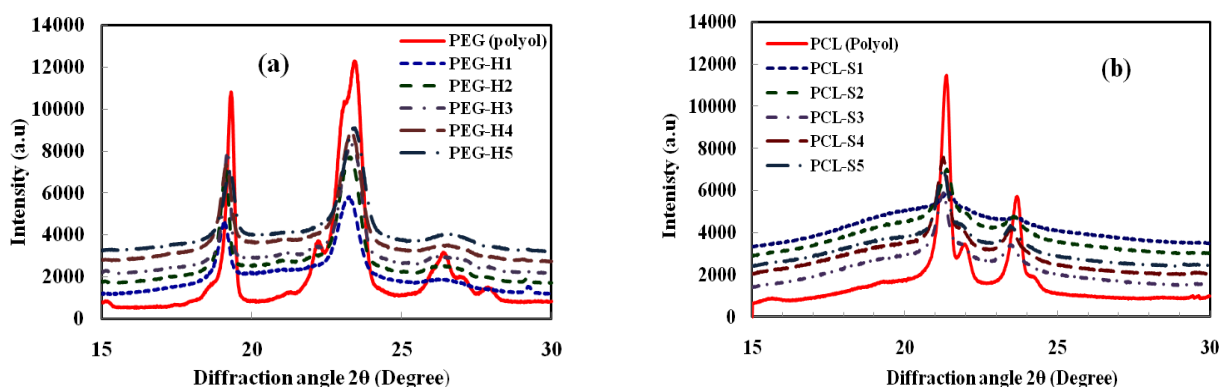 14000
12000
10000
8000
6000
4000
2000
0
Intensity (a.u)
(a)
PEG (polyol)
PEG-H1
PEG-H2
PEG-H3
PEG-H4
PEG-H5
15 20 25 30
Diffraction angle 2θ (Degree)
14000
12000
10000
8000
6000
4000
2000
0
Intenisty (a.u)
PCL (Polyol)
PCL-S1
PCL-S2
PCL-S3
PCL-S4
PCL-S5
(b)
15 20 25 30
Diffraction angle 2θ (Degree)